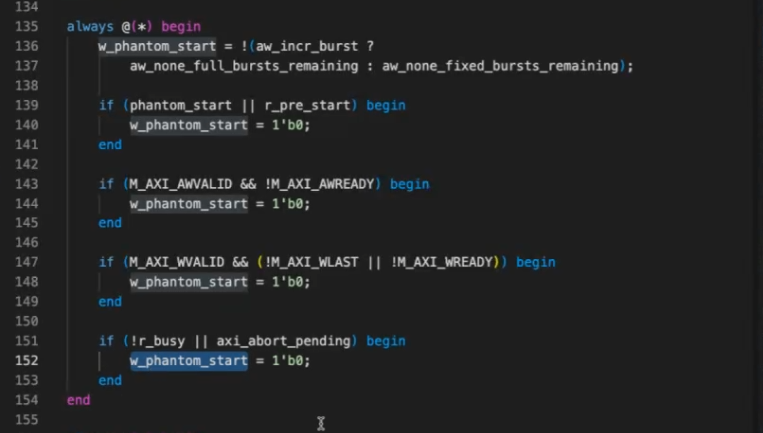 134
135 always @(*) begin
136 w_phantom_start = !(aw_incr_burst ?
137 aw_none_full_bursts_remaining : aw_none_fixed_bursts_remaining);
138
139 if (phantom_start || r_pre_start) begin
140 w_phantom_start = 1'b0;
141 end
142
143 if (M_AXI_AWVALID && !M_AXI_AWREADY) begin
144 w_phantom_start = 1'b0;
145 end
146
147 if (M_AXI_WVALID && (!M_AXI_WLAST || !M_AXI_WREADY)) begin
148 w_phantom_start = 1'b0;
149 end
150
151 if (!r_busy || axi_abort_pending) begin
152 w_phantom_start = 1'b0;
153 end
154 end
155